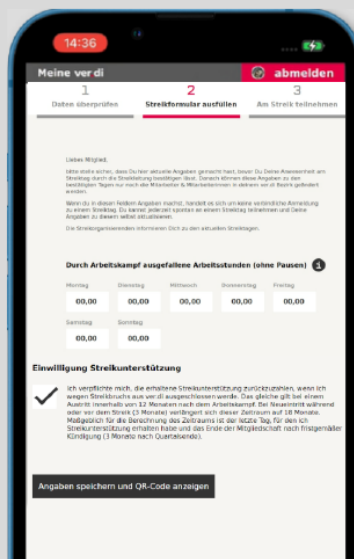 14:36
Meine ver di
abmelden
1
2
3
Daten überprüfen
Streikformular ausfüllen
Am Streik teilnehmen
Liebes Mitglied,
bitte stelle sicher, dass Du hier aktuelle Angaben gemacht hast, bevor Du Deine Anwesenheit am
Streiktag durch die Streikleitung bestätigen lässt. Danach können diese Angaben zu den
bestätigten Tagen nur noch die Mitarbeiter & Mitarbeiterinnen in deinem ver.di Bezirk geändert
werden.
Wenn du in diesen Feldern Angaben machst, handelt es sich um keine verbindliche Anmeldung
zu einem Streiktag. Du kannst jederzeit spontan an einem Streiktag teilnehmen und Deine
Angaben zu diesem selbst aktualisieren.
Die Streikorganisierenden informieren Dich zu den aktuellen Streiktagen.
Durch Arbeitskampf ausgefallene Arbeitsstunden (ohne Pausen) i
Montag Dienstag Mittwoch Donnerstag Freitag
00,00 00,00 00,00 00,00 00,00
Samstag Sonntag
00,00 00,00
Einwilligung Streikunterstützung
Ich verpflichte mich, die erhaltene Streikunterstützung zurückzuzahlen, wenn ich
wegen Streikbruchs aus ver.di ausgeschlossen werde. Das gleiche gilt bei einem
Austritt innerhalb von 12 Monaten nach dem Arbeitskampf. Bei Neueintritt während
oder vor dem Streik (3 Monate) verlängert sich dieser Zeitraum auf 18 Monate.
Maßgeblich für die Berechnung des Zeitraums ist der letzte Tag, für den ich
Streikunterstützung erhalten habe und das Ende der Mitgliedschaft nach fristgemäßer
Kündigung (3 Monate nach Quartalsende).
Angaben speichern und QR-Code anzeigen